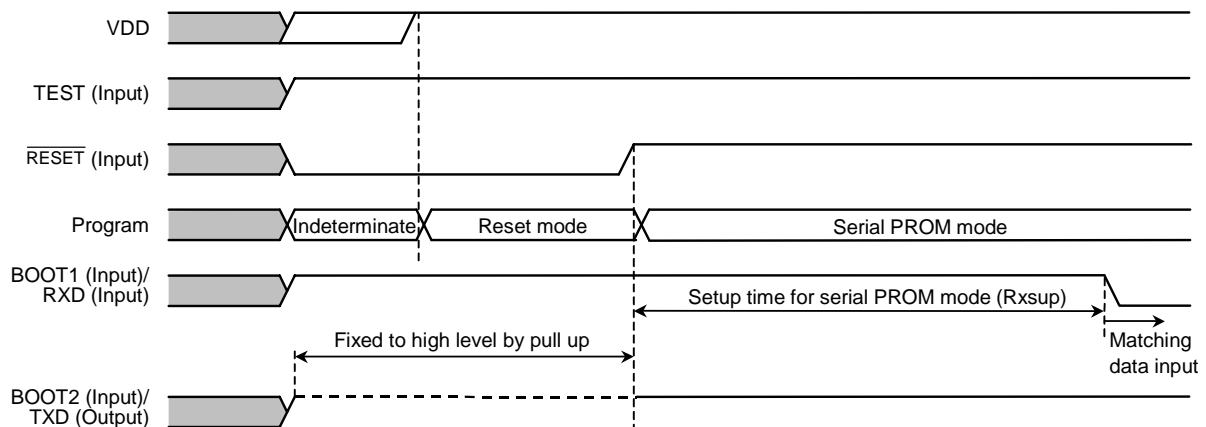 VDD
TEST (Input)
RESET (Input)
Program
Indeterminate
Reset mode
Serial PROM mode
BOOT1 (Input)/
RXD (Input)
Setup time for serial PROM mode (Rxsup)
Fixed to high level by pull up
Matching
data input
BOOT2 (Input)/
TXD (Output)